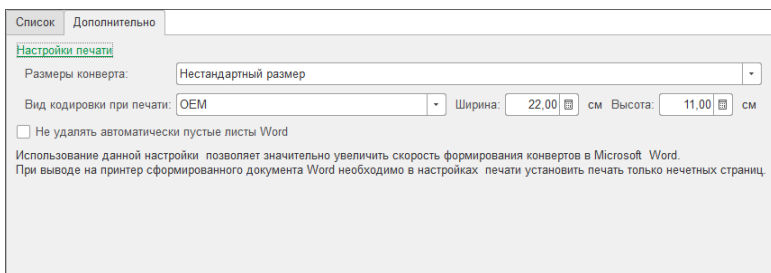 Список Дополнительно
Настройки печати
Размеры конверта: Нестандартный размер
Вид кодировки при печати: OEM Ширина: 22,00 см Высота: 11,00 см
Не удалять автоматически пустые листы Word
Использование данной настройки позволяет значительно увеличить скорость формирования конвертов в Microsoft Word.
При выводе на принтер сформированного документа Word необходимо в настройках печати установить печать только нечетных страниц.